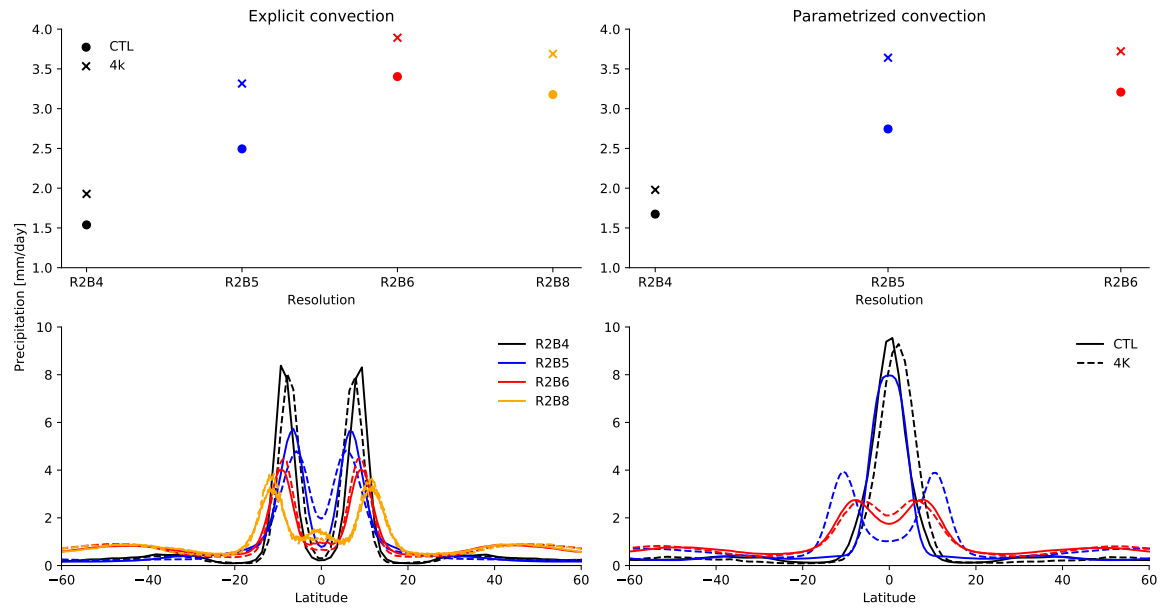 Explicit convection
Parametrized convection
4.0
3.5
3.0
2.5
2.0
1.5
1.0
CTL
4k
R2B4
R2B5
R2B6
R2B8
Resolution
4.0
3.5
3.0
2.5
2.0
1.5
1.0
R2B4
R2B5
R2B6
Resolution
Precipitation [mm/day]
10
8
6
4
2
0
R2B4
R2B5
R2B6
R2B8
−60
−40
−20
0
20
40
60
Latitude
10
8
6
4
2
0
CTL
4K
−60
−40
−20
0
20
40
60
Latitude